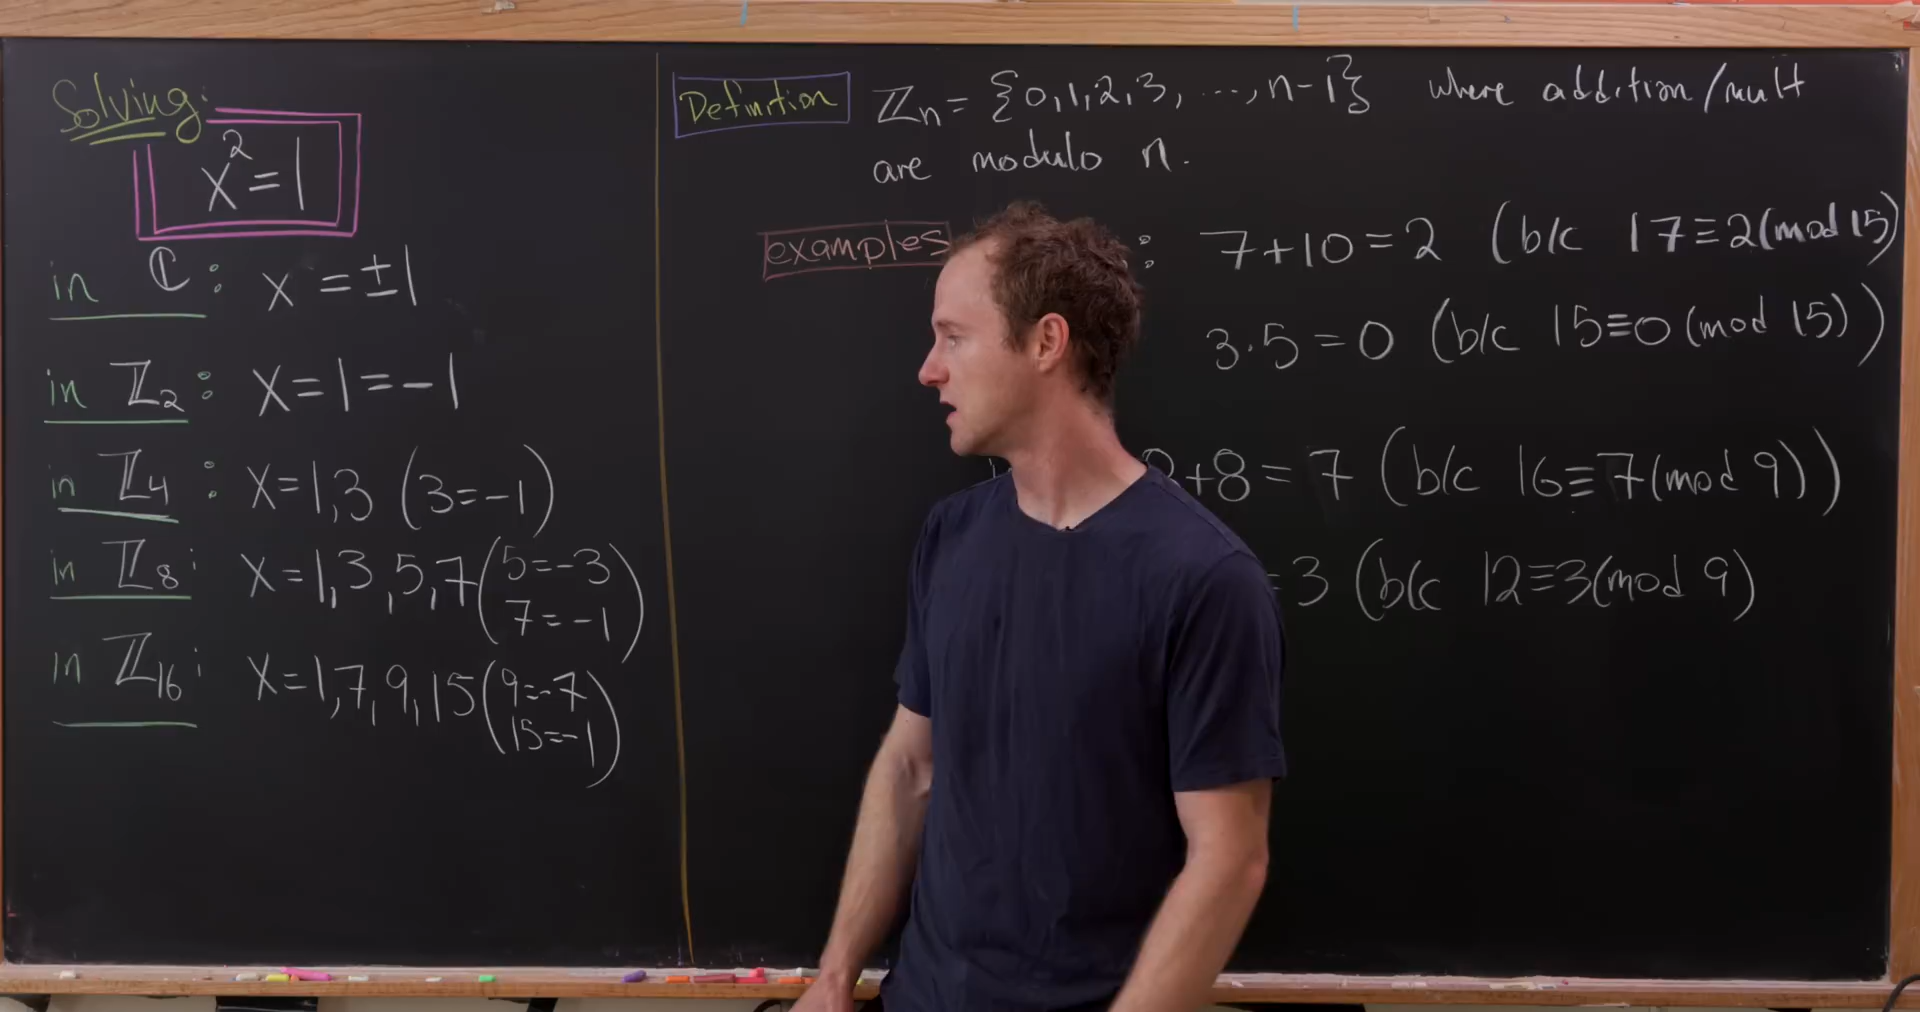 Solving:
x² = 1
in ℂ: x = ±1
in ℤ₂: x = 1 = -1
in ℤ₄: x = 1, 3 (3 = -1)
in ℤ₈: x = 1, 3, 5, 7 (5 = -3
7 = -1)
in ℤ₁₆: x = 1, 7, 9, 15 (9 = -7
15 = -1)
Definition ℤₙ = {0, 1, 2, 3, ..., n-1} where addition/mult
are modulo n.
examples : 7 + 10 = 2 (b/c 17 ≡ 2 (mod 15)
3 · 5 = 0 (b/c 15 ≡ 0 (mod 15))
+ 8 = 7 (b/c 16 ≡ 7 (mod 9))
= 3 (b/c 12 ≡ 3 (mod 9)